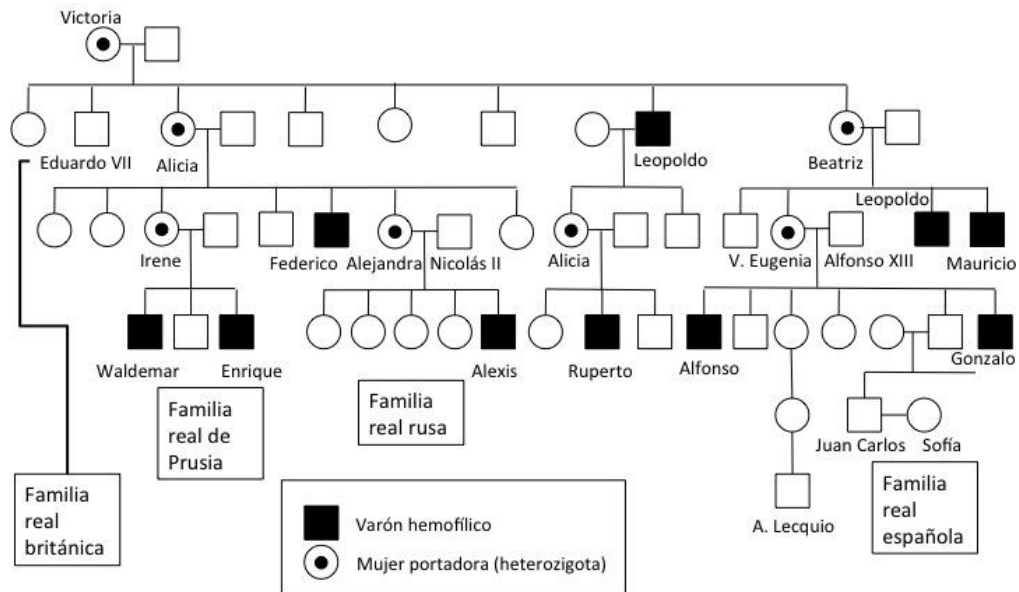 Victoria
Eduardo VII
Alicia
Leopoldo
Beatriz
Irene
Federico
Alejandra
Nicolás II
Alicia
V. Eugenia
Alfonso XIII
Leopoldo
Mauricio
Waldemar
Enrique
Alexis
Ruperto
Alfonso
Gonzalo
Juan Carlos
Sofía
A. Lecquio
Familia
real
británica
Familia
real de
Prusia
Familia
real rusa
Familia
real
española
Varón hemofílico
Mujer portadora (heterozigota)